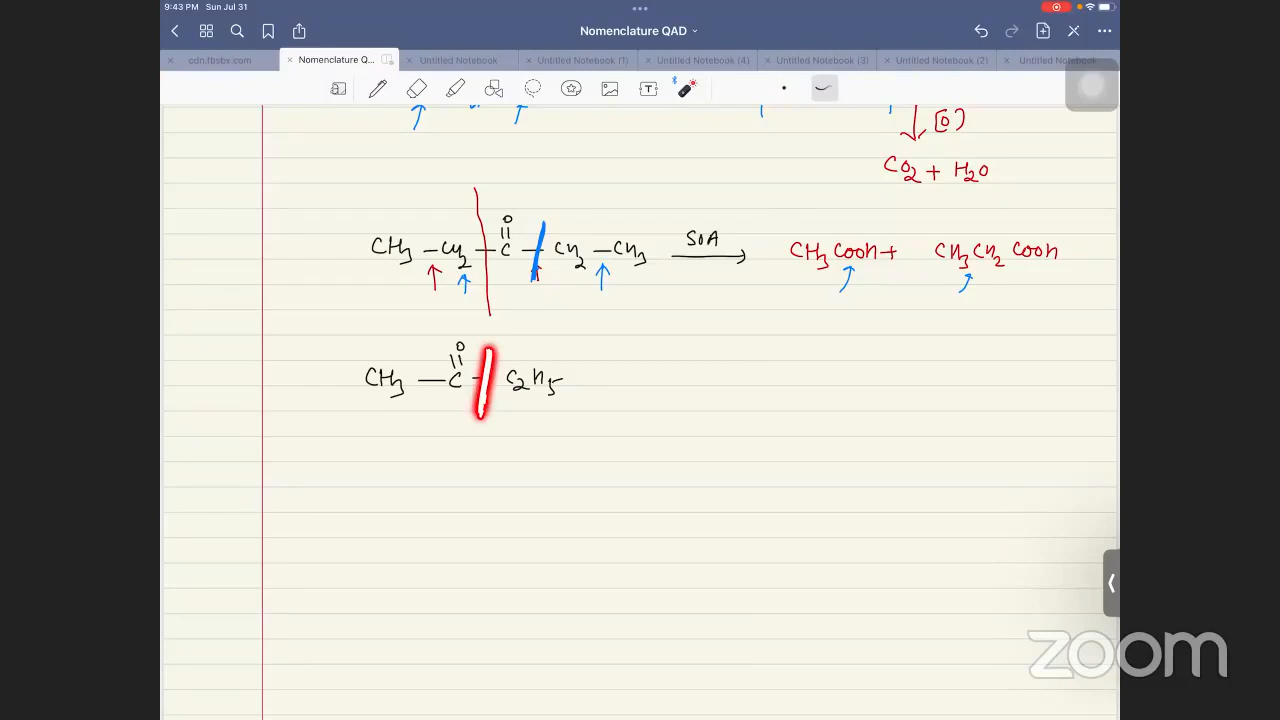 9:43 PM Sun Jul 31
Nomenclature QAD
cdn.fbsbx.com
Nomenclature Q...
Untitled Notebook
Untitled Notebook (1)
Untitled Notebook (4)
Untitled Notebook (3)
Untitled Notebook (2)
Untitled Notebook
[O]
CO2 + H2O
O
CH3 — CH2 — C — CH2 — CH3 SOA CH3COOH + CH3CH2COOH
O
CH3 — C — C2H5
zoom